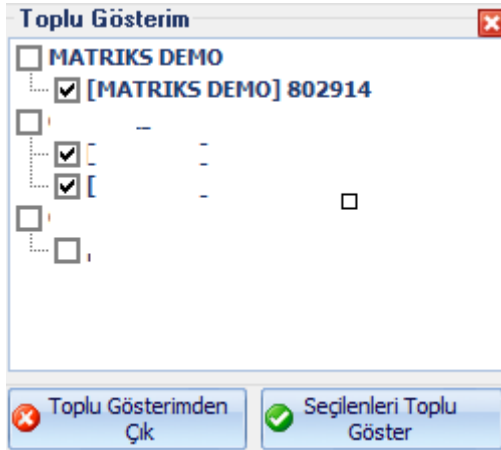 Toplu Gösterim
MATRIKS DEMO
[MATRIKS DEMO] 802914
[
[
Toplu Gösterimden
Çık
Seçilenleri Toplu
Göster